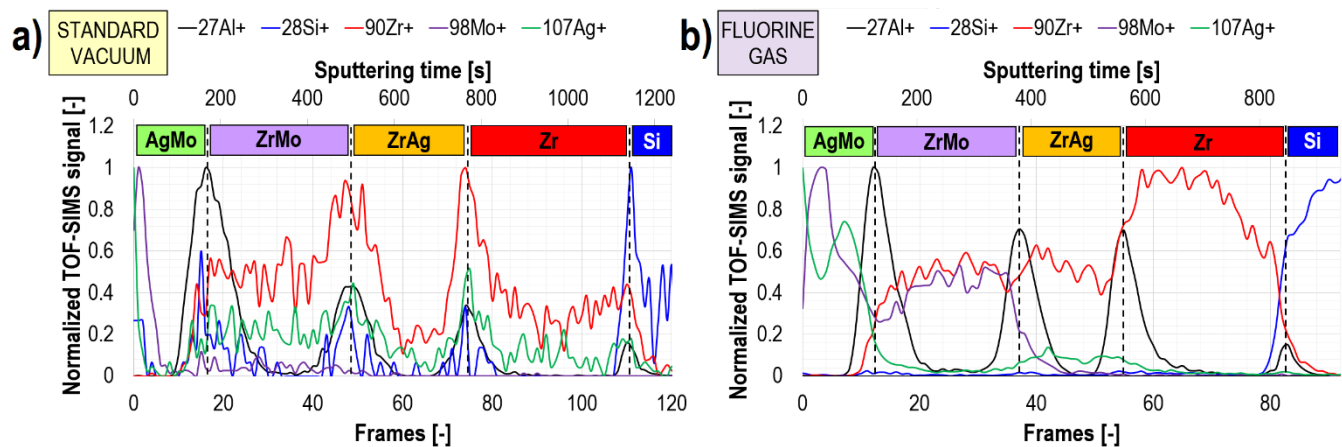 a)
STANDARD
VACUUM
27Al+ 28Si+ 90Zr+ 98Mo+ 107Ag+
Sputtering time [s]
0 200 400 600 800 1000 1200
Normalized TOF-SIMS signal [-]
1.2
1
0.8
0.6
0.4
0.2
0
AgMo ZrMo ZrAg Zr Si
0 20 40 60 80 100 120
Frames [-]
b)
FLUORINE
GAS
27Al+ 28Si+ 90Zr+ 98Mo+ 107Ag+
Sputtering time [s]
0 200 400 600 800
Normalized TOF-SIMS signal [-]
1.2
1
0.8
0.6
0.4
0.2
0
AgMo ZrMo ZrAg Zr Si
0 20 40 60 80
Frames [-]